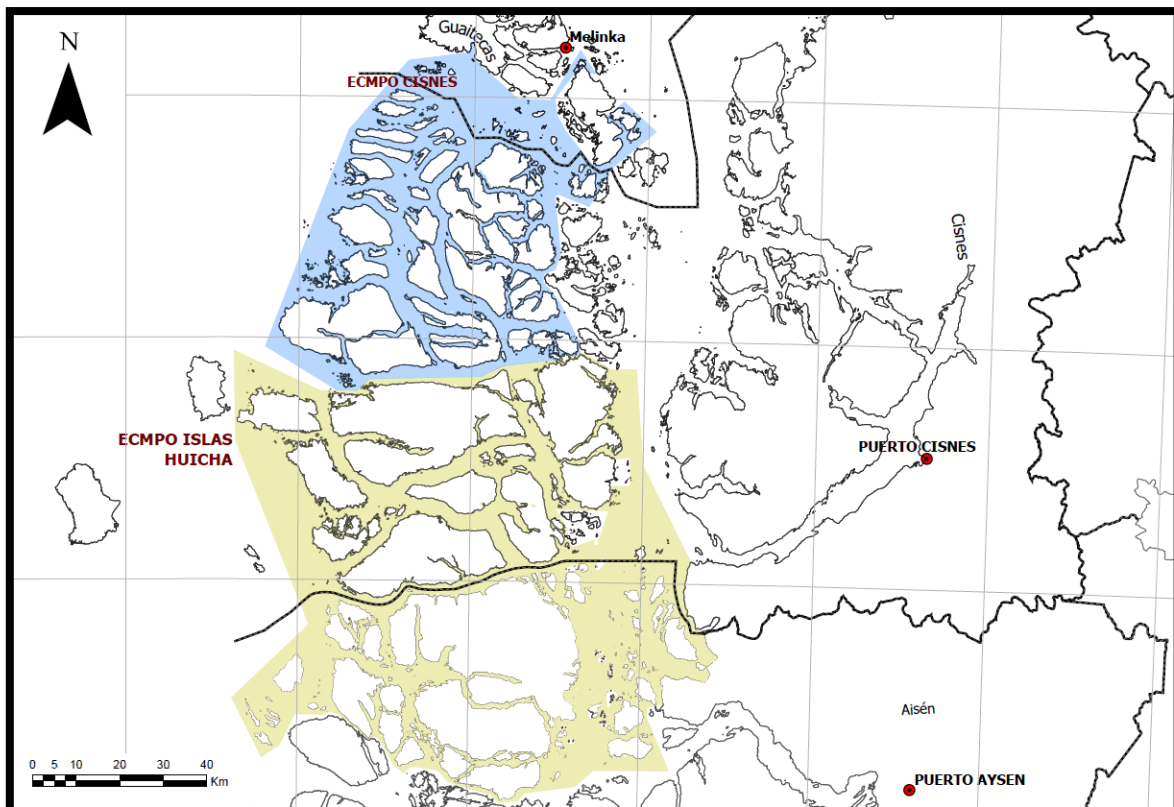 N
Guaitecas
Melinka
ECMPO CISNES
Cisnes
ECMPO ISLAS
HUICHA
PUERTO CISNES
Aisén
PUERTO AYSEN
0 5 10 20 30 40
Km